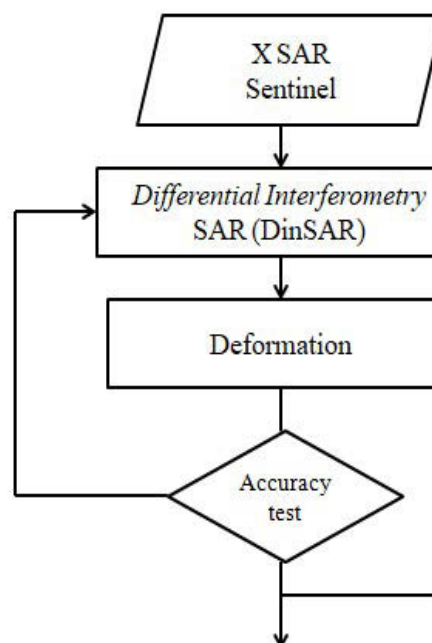 X SAR
Sentinel
Differential Interferometry
SAR (DinSAR)
Deformation
Accuracy
test